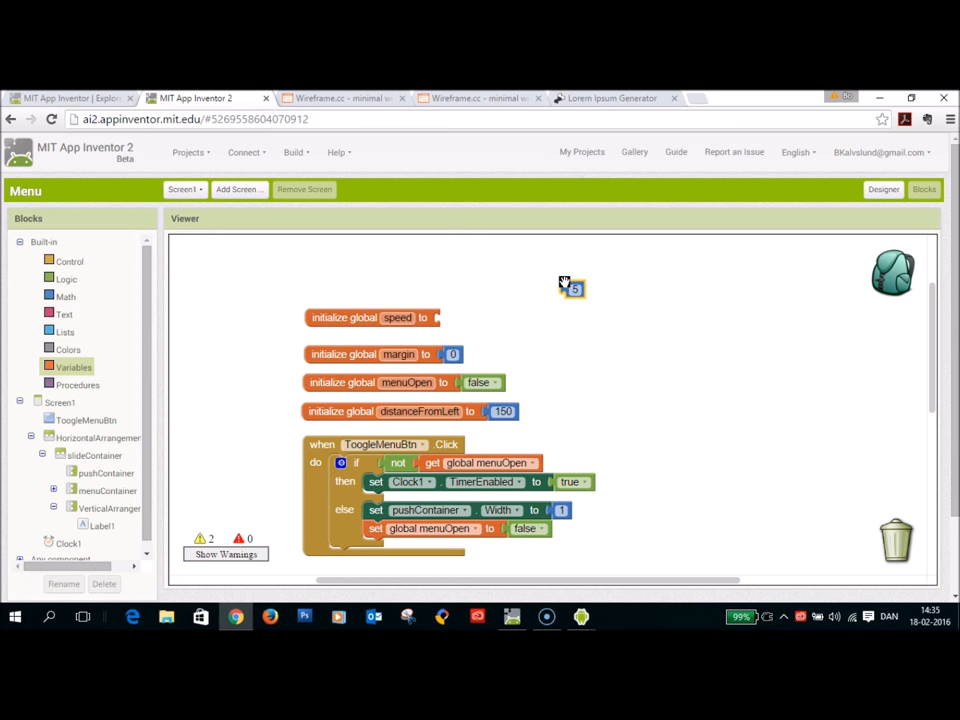 MIT App Inventor | Explor
MIT App Inventor 2
Wireframe.cc - minimal w
Wireframe.cc - minimal w
Lorem Ipsum Generator
Bo
ai2.appinventor.mit.edu/#5269558604070912
MIT App Inventor 2
Beta
Projects
Connect
Build
Help
My Projects
Gallery
Guide
Report an Issue
English
BKalvslund@gmail.com
Menu
Screen1
Add Screen...
Remove Screen
Designer
Blocks
Blocks
Viewer
Built-in
Control
Logic
Math
Text
Lists
Colors
Variables
Procedures
Screen1
ToogleMenuBtn
HorizontalArrangeme
slideContainer
pushContainer
menuContainer
VerticalArranger
Label1
Clock1
Any component
Rename
Delete
5
initialize global speed to
initialize global margin to 0
initialize global menuOpen to false
initialize global distanceFromLeft to 150
when ToogleMenuBtn .Click
do if not get global menuOpen
then set Clock1 . TimerEnabled to true
else set pushContainer . Width to 1
set global menuOpen to false
2 0
Show Warnings
99%
DAN
14:35
18-02-2016